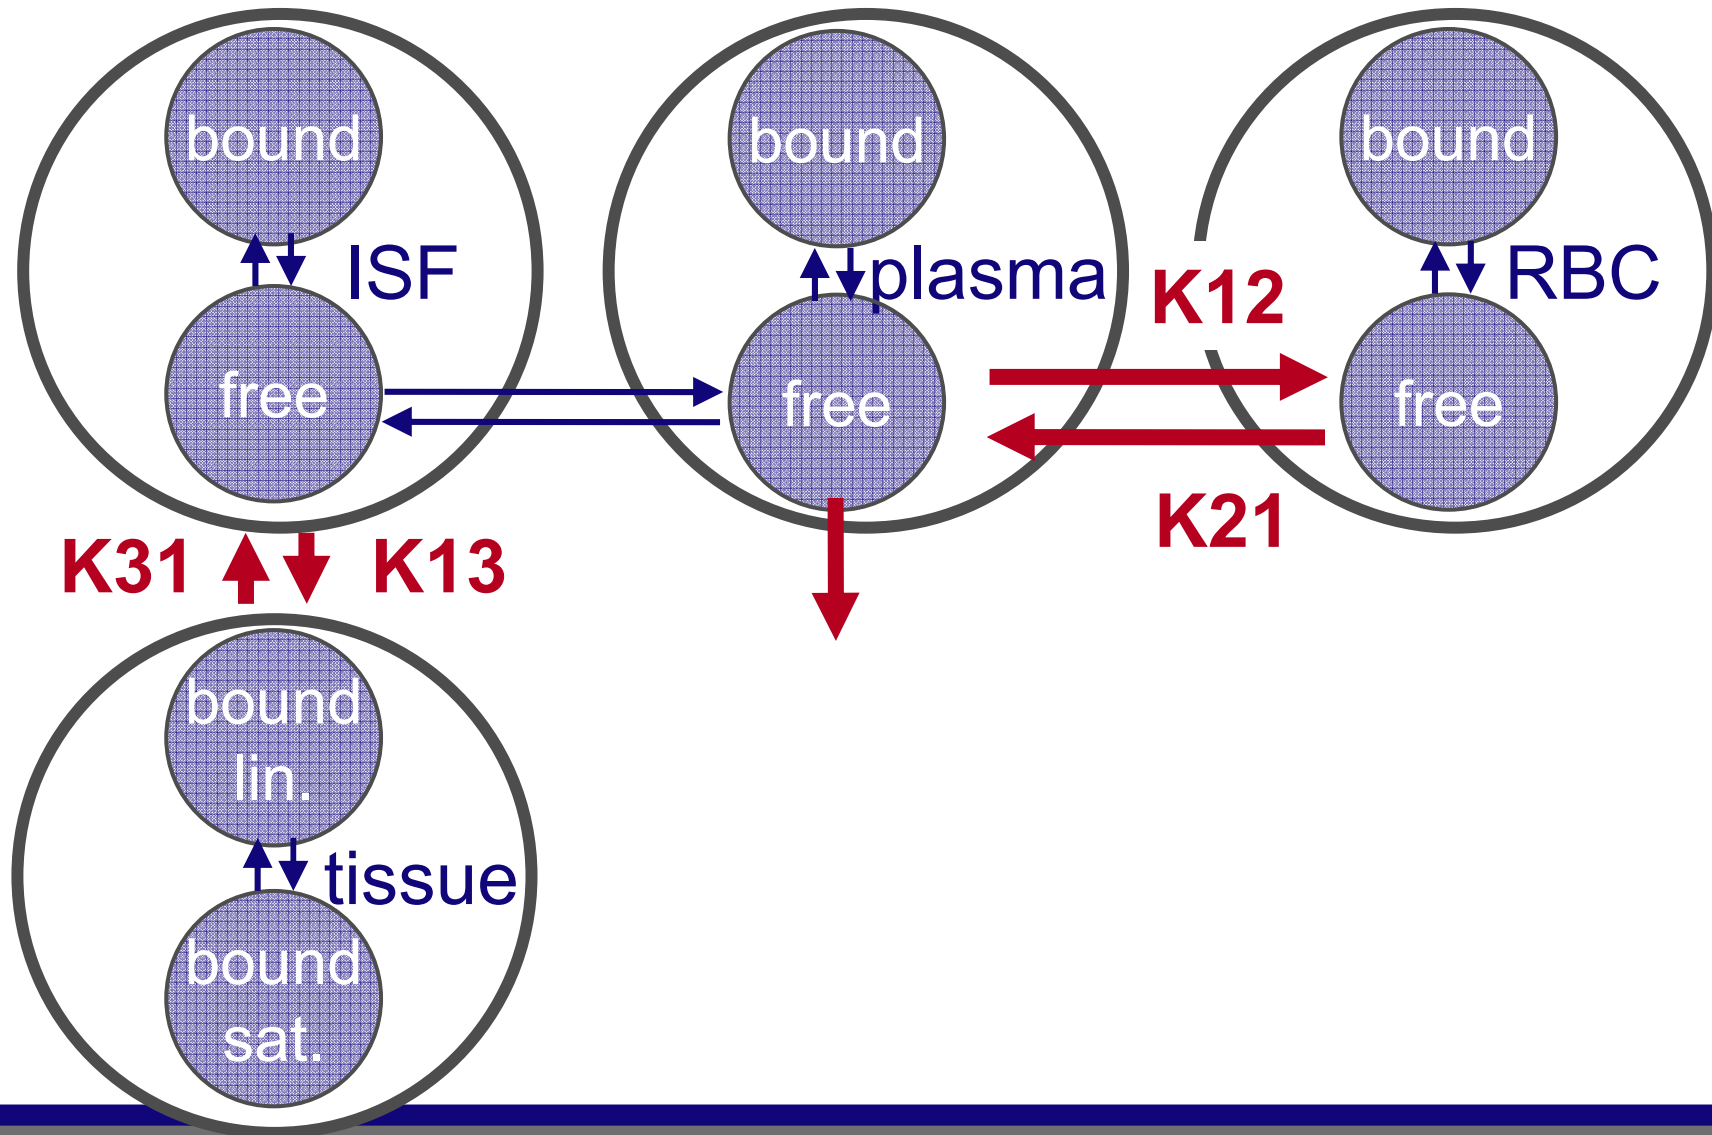 bound
ISF
free
bound
plasma
free
bound
RBC
free
K12
K21
K31
K13
bound
lin.
tissue
bound
sat.